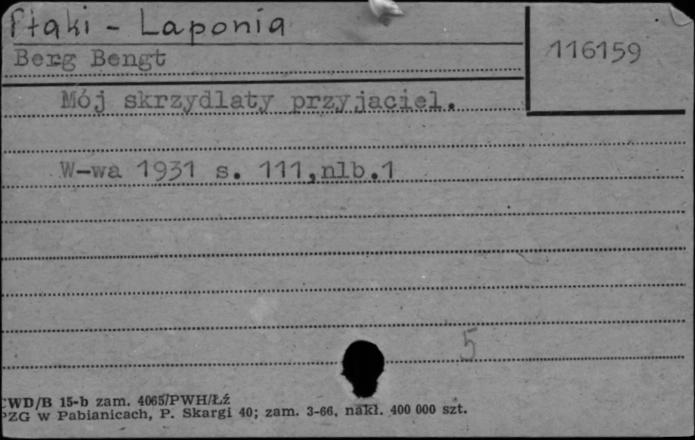 Ptaki - Laponia
Berg Bengt
116159
Mój skrzydlaty przyjaciel.
W-wa 1931 s. 111,nlb.1
5
CWD/B 15-b zam. 4065/PWH/Łź
PZG w Pabianicach, P. Skargi 40; zam. 3-66, nakł. 400 000 szt.